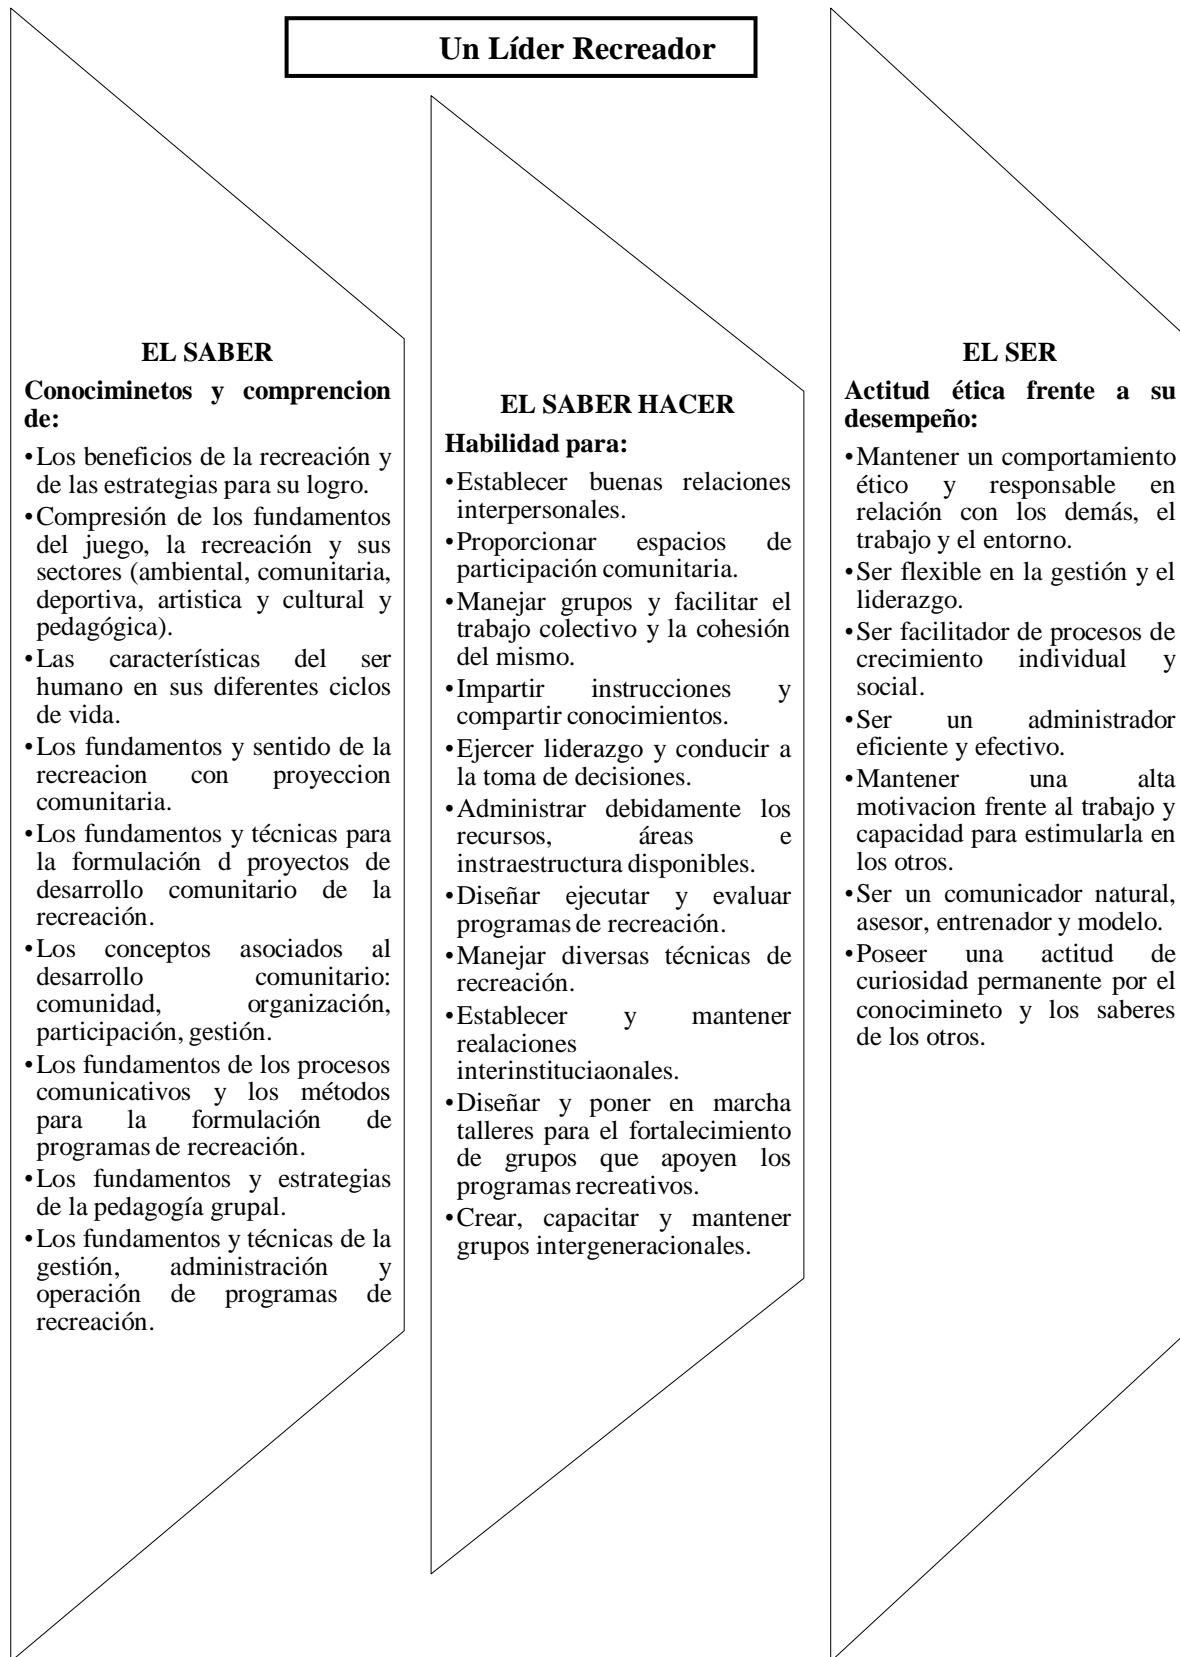 Un Líder Recreador
EL SABER
Conociminetos y comprencion
de:
•Los beneficios de la recreación y
de las estrategias para su logro.
•Compresión de los fundamentos
del juego, la recreación y sus
sectores (ambiental, comunitaria,
deportiva, artistica y cultural y
pedagógica).
•Las características del ser
humano en sus diferentes ciclos
de vida.
•Los fundamentos y sentido de la
recreacion con proyeccion
comunitaria.
•Los fundamentos y técnicas para
la formulación d proyectos de
desarrollo comunitario de la
recreación.
•Los conceptos asociados al
desarrollo comunitario:
comunidad, organización,
participación, gestión.
•Los fundamentos de los procesos
comunicativos y los métodos
para la formulación de
programas de recreación.
•Los fundamentos y estrategias
de la pedagogía grupal.
•Los fundamentos y técnicas de la
gestión, administración y
operación de programas de
recreación.
EL SABER HACER
Habilidad para:
•Establecer buenas relaciones
interpersonales.
•Proporcionar espacios de
participación comunitaria.
•Manejar grupos y facilitar el
trabajo colectivo y la cohesión
del mismo.
•Impartir instrucciones y
compartir conocimientos.
•Ejercer liderazgo y conducir a
la toma de decisiones.
•Administrar debidamente los
recursos, áreas e
instraestructura disponibles.
•Diseñar ejecutar y evaluar
programas de recreación.
•Manejar diversas técnicas de
recreación.
•Establecer y mantener
realaciones
interinstituciaonales.
•Diseñar y poner en marcha
talleres para el fortalecimiento
de grupos que apoyen los
programas recreativos.
•Crear, capacitar y mantener
grupos intergeneracionales.
EL SER
Actitud ética frente a su
desempeño:
•Mantener un comportamiento
ético y responsable en
relación con los demás, el
trabajo y el entorno.
•Ser flexible en la gestión y el
liderazgo.
•Ser facilitador de procesos de
crecimiento individual y
social.
•Ser un administrador
eficiente y efectivo.
•Mantener una alta
motivacion frente al trabajo y
capacidad para estimularla en
los otros.
•Ser un comunicador natural,
asesor, entrenador y modelo.
•Poseer una actitud de
curiosidad permanente por el
conocimineto y los saberes
de los otros.